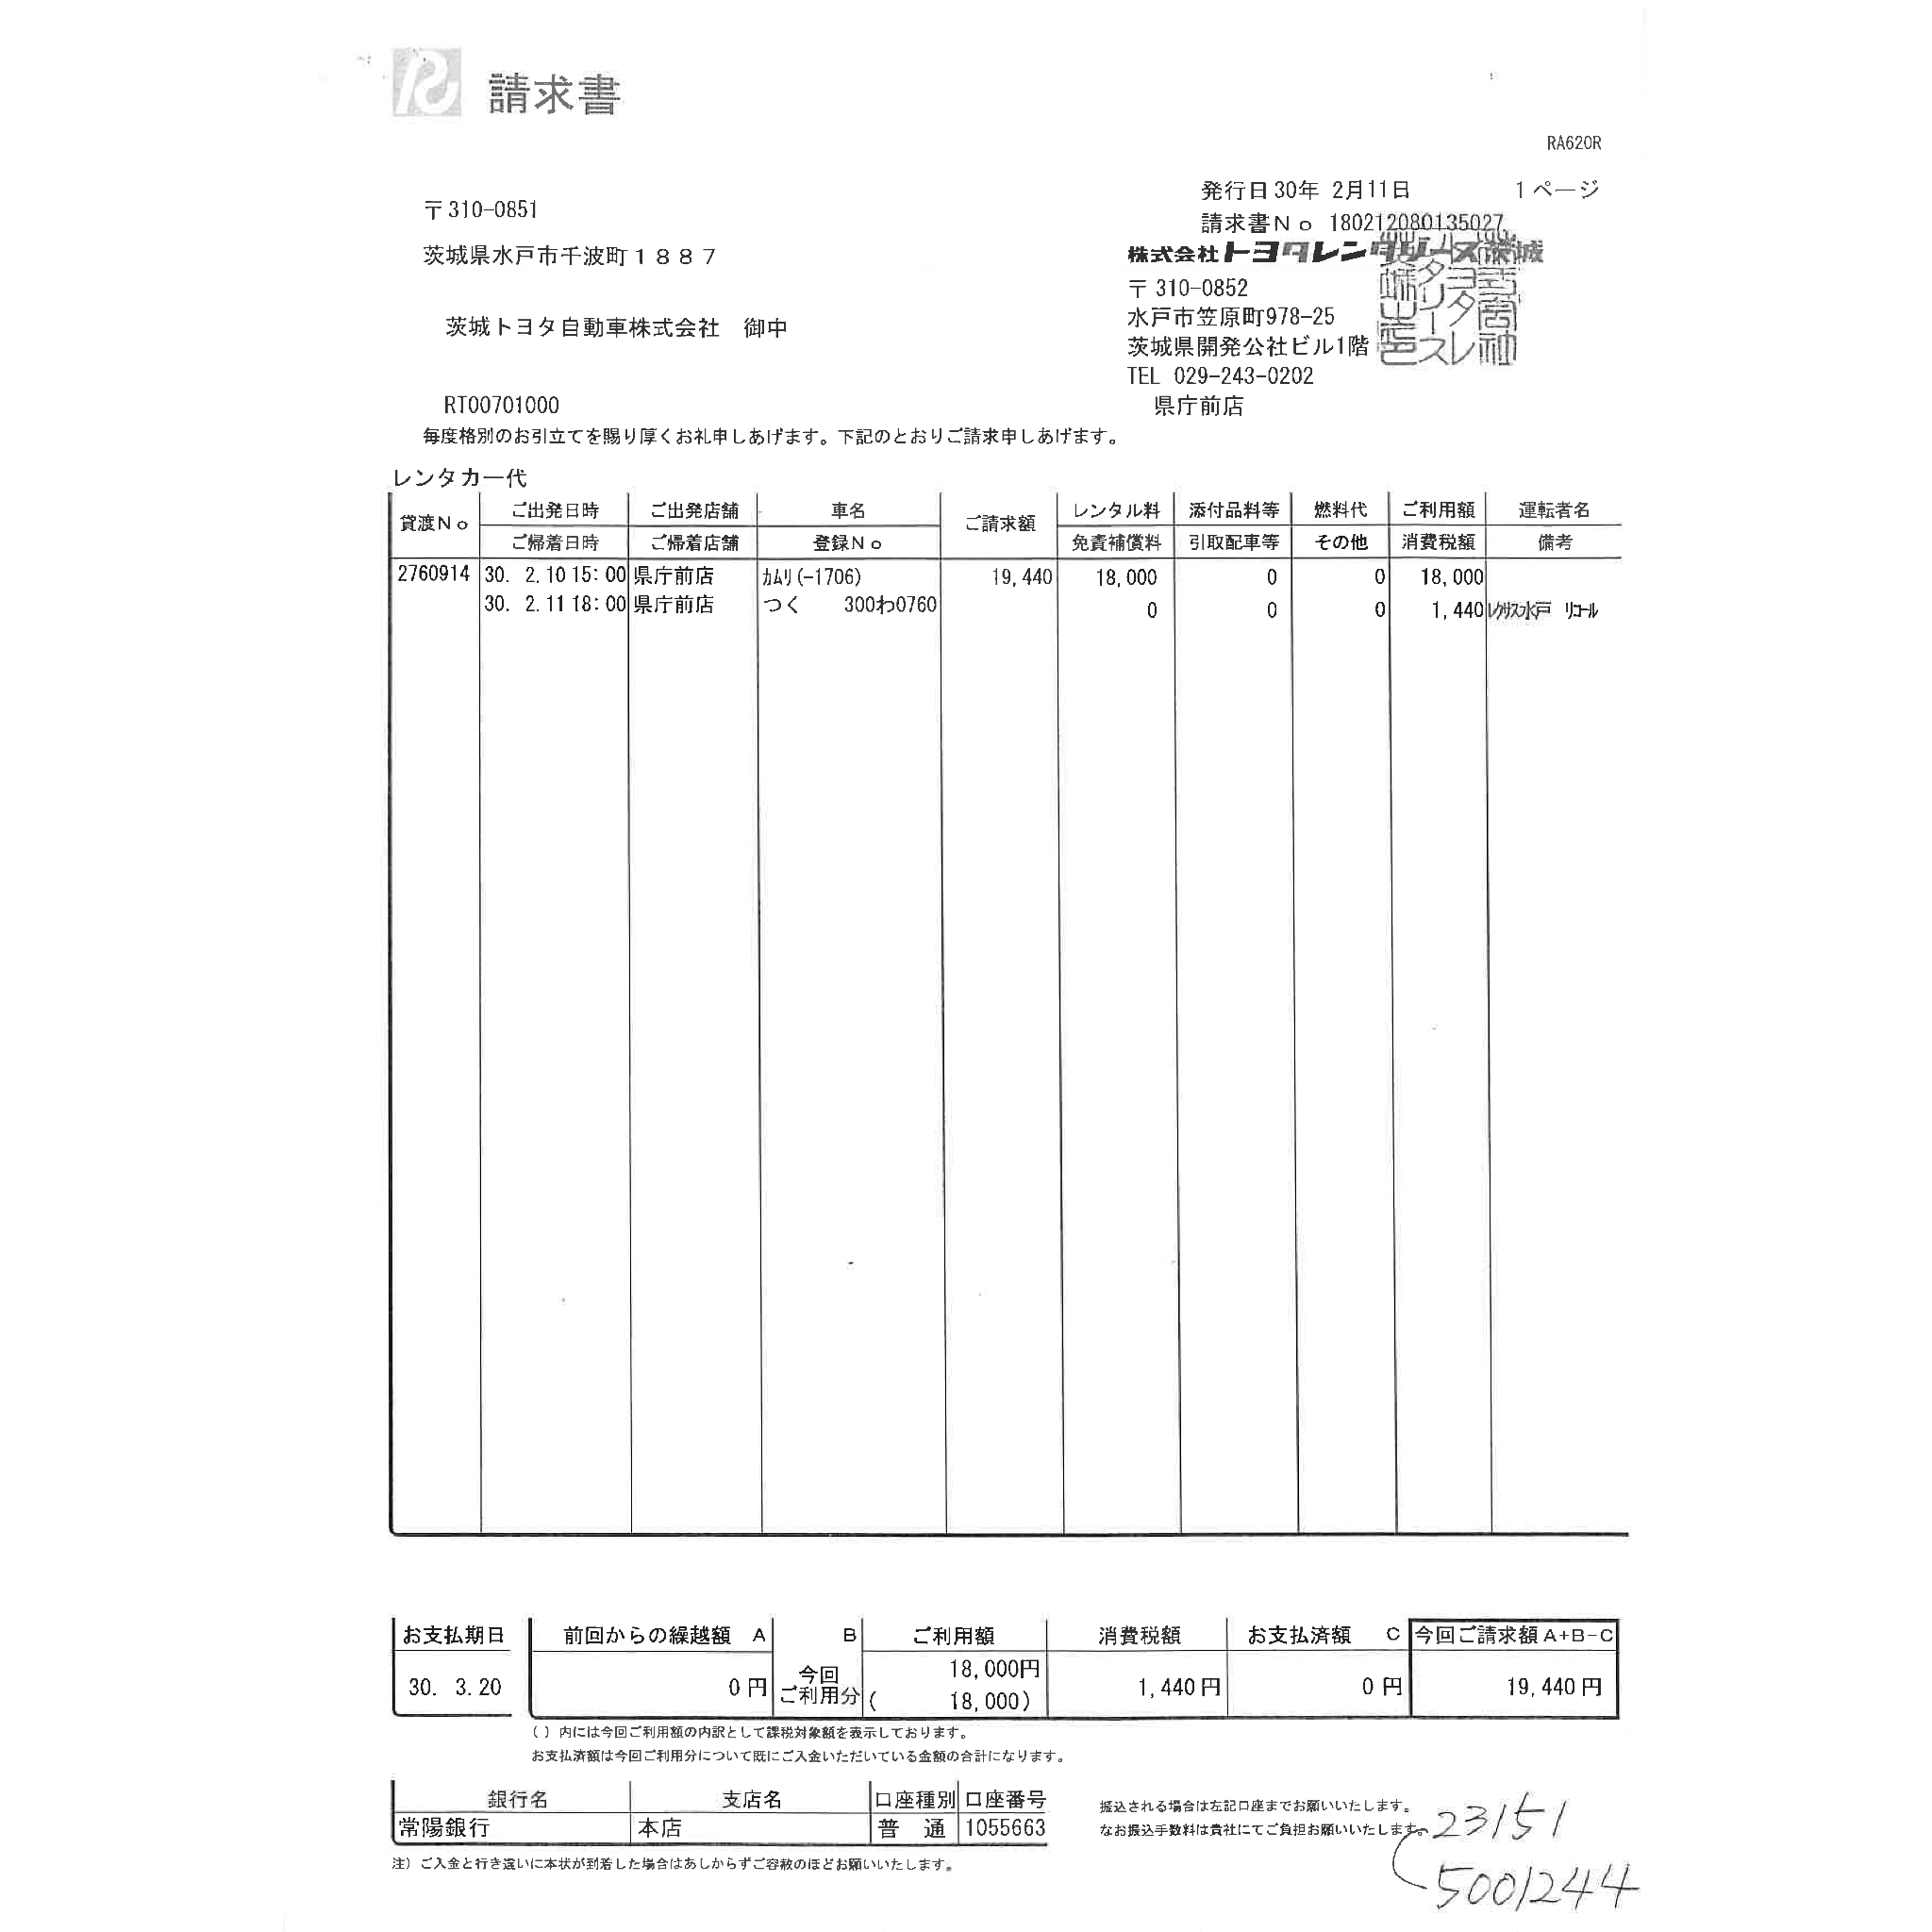 請求書
RA620R
発行日30年 2月11日 1ページ
請求書No 180212080135027
〒310-0851
茨城県水戸市千波町1887
茨城トヨタ自動車株式会社 御中
RT00701000
株式会社トヨタレンタリース茨城
〒310-0852
水戸市笠原町978-25
茨城県開発公社ビル1階
TEL 029-243-0202
県庁前店
毎度格別のお引立てを賜り厚くお礼申しあげます。下記のとおりご請求申しあげます。
レンタカー代
貸渡No ご出発日時 ご出発店舗 車名 ご請求額 レンタル料 添付品料等 燃料代 ご利用額 運転者名
ご帰着日時 ご帰着店舗 登録No 免責補償料 引取配車等 その他 消費税額 備考
2760914 30. 2.10 15:00 県庁前店 ｶﾑﾘ(-1706) 19,440 18,000 0 0 18,000
30. 2.11 18:00 県庁前店 つく 300わ0760 0 0 0 1,440 ﾚｸｻｽ水戸 ﾘｺｰﾙ
お支払期日 前回からの繰越額 A B ご利用額 消費税額 お支払済額 C 今回ご請求額 A+B-C
30. 3.20 0円 今回ご利用分 18,000円 1,440円 0円 19,440円
( 18,000)
( )内には今回ご利用額の内訳として課税対象額を表示しております。
お支払済額は今回ご利用分について既にご入金いただいている金額の合計になります。
銀行名 支店名 口座種別 口座番号
常陽銀行 本店 普通 1055663
振込される場合は左記口座までお願いいたします。
なお振込手数料は貴社にてご負担お願いいたします。
注) ご入金と行き違いに本状が到着した場合はあしからずご容赦のほどお願いいたします。
23151
5001244